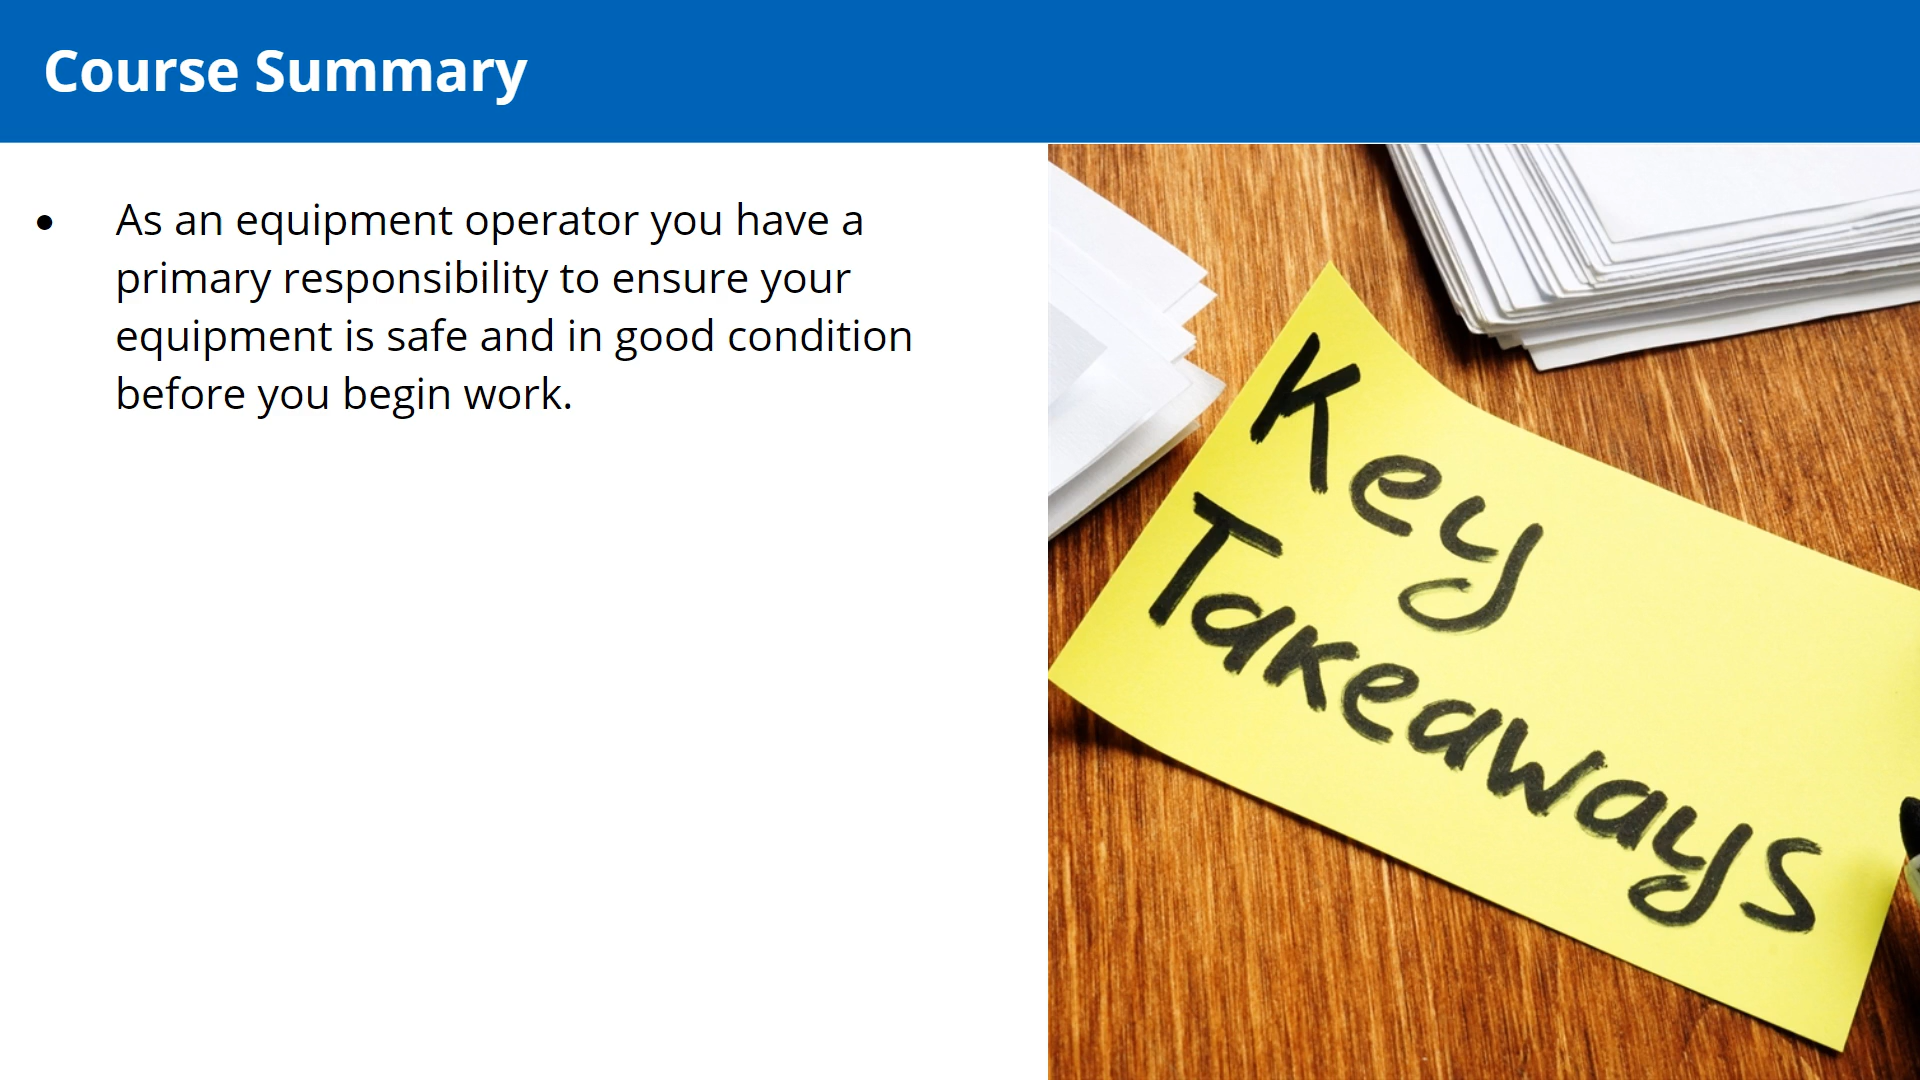 Course Summary
• As an equipment operator you have a
primary responsibility to ensure your
equipment is safe and in good condition
before you begin work.
Key
Takeaways